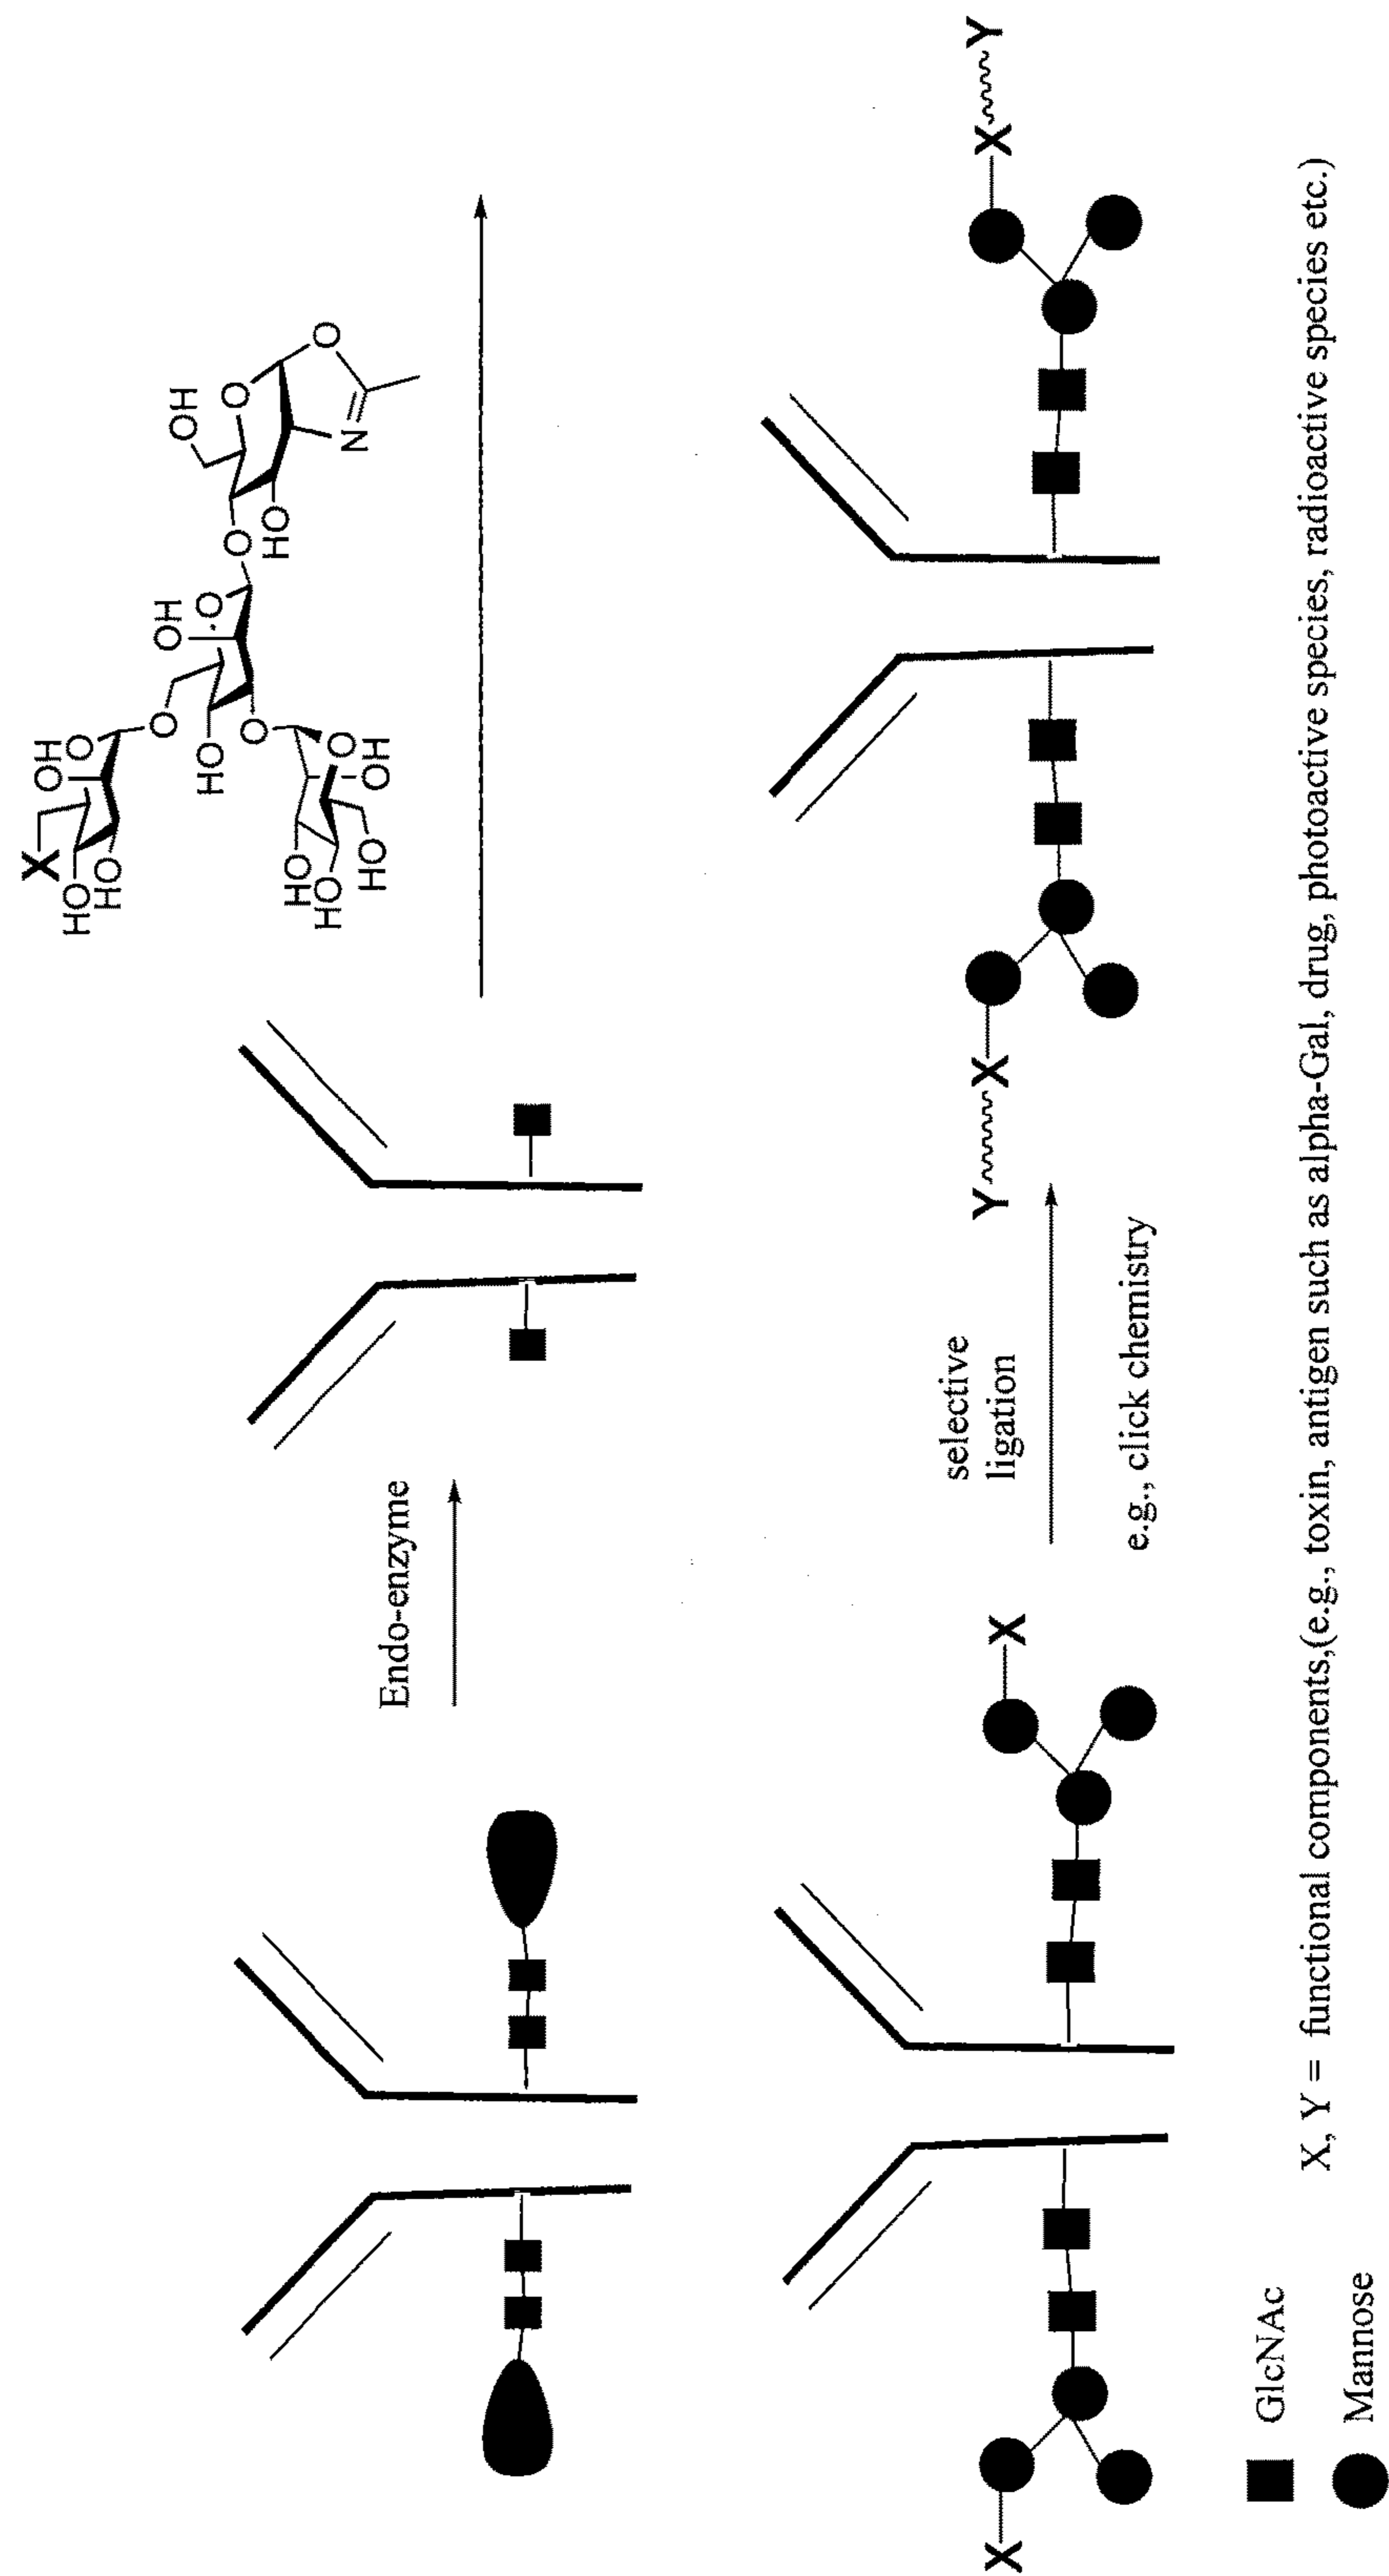 X OH
HO O
HO
O OH OH
HO O O O
O HO
HO O
HO O N
HO OH
Endo-enzyme
X X
selective
ligation
e.g., click chemistry
Y X X Y
GlcNAc
X, Y = functional components,(e.g., toxin, antigen such as alpha-Gal, drug, photoactive species, radioactive species etc.)
Mannose